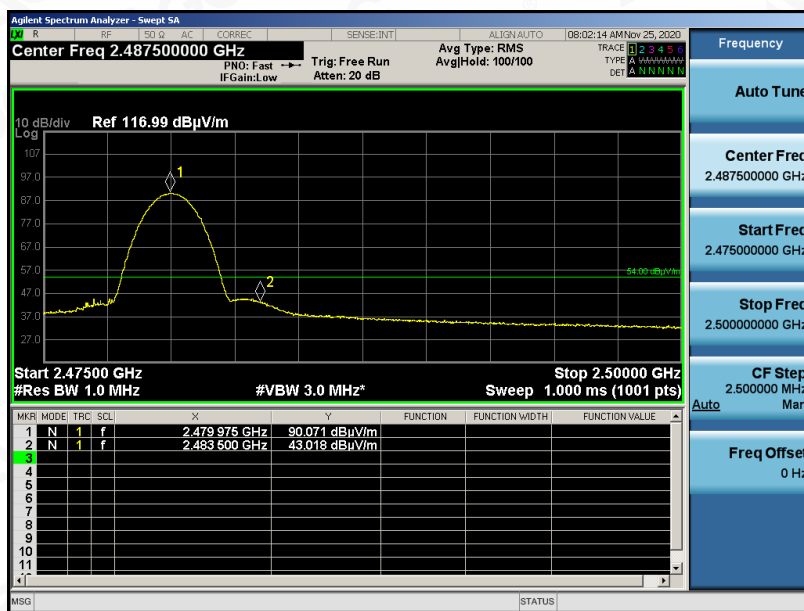 Agilent Spectrum Analyzer - Swept SA
LXI R RF 50 Ω AC CORREC SENSE:INT ALIGN AUTO 08:02:14 AM Nov 25, 2020
Center Freq 2.487500000 GHz
PNO: Fast
IFGain:Low
Trig: Free Run
Atten: 20 dB
Avg Type: RMS
Avg|Hold: 100/100
TRACE 1 2 3 4 5 6
TYPE A WWWWW
DET A N N N N N
10 dB/div Ref 116.99 dBµV/m
Log
107
97.0
87.0
77.0
67.0
57.0
47.0
37.0
27.0
1
2
54.00 dBµV/m
Start 2.47500 GHz Stop 2.50000 GHz
#Res BW 1.0 MHz #VBW 3.0 MHz* Sweep 1.000 ms (1001 pts)
MKR MODE TRC SCL X Y FUNCTION FUNCTION WIDTH FUNCTION VALUE
1 N 1 f 2.479 975 GHz 90.071 dBµV/m
2 N 1 f 2.483 500 GHz 43.018 dBµV/m
3
4
5
6
7
8
9
10
11
MSG STATUS
Frequency
Auto Tune
Center Freq
2.487500000 GHz
Start Freq
2.475000000 GHz
Stop Freq
2.500000000 GHz
CF Step
2.500000 MHz
Auto Man
Freq Offset
0 Hz